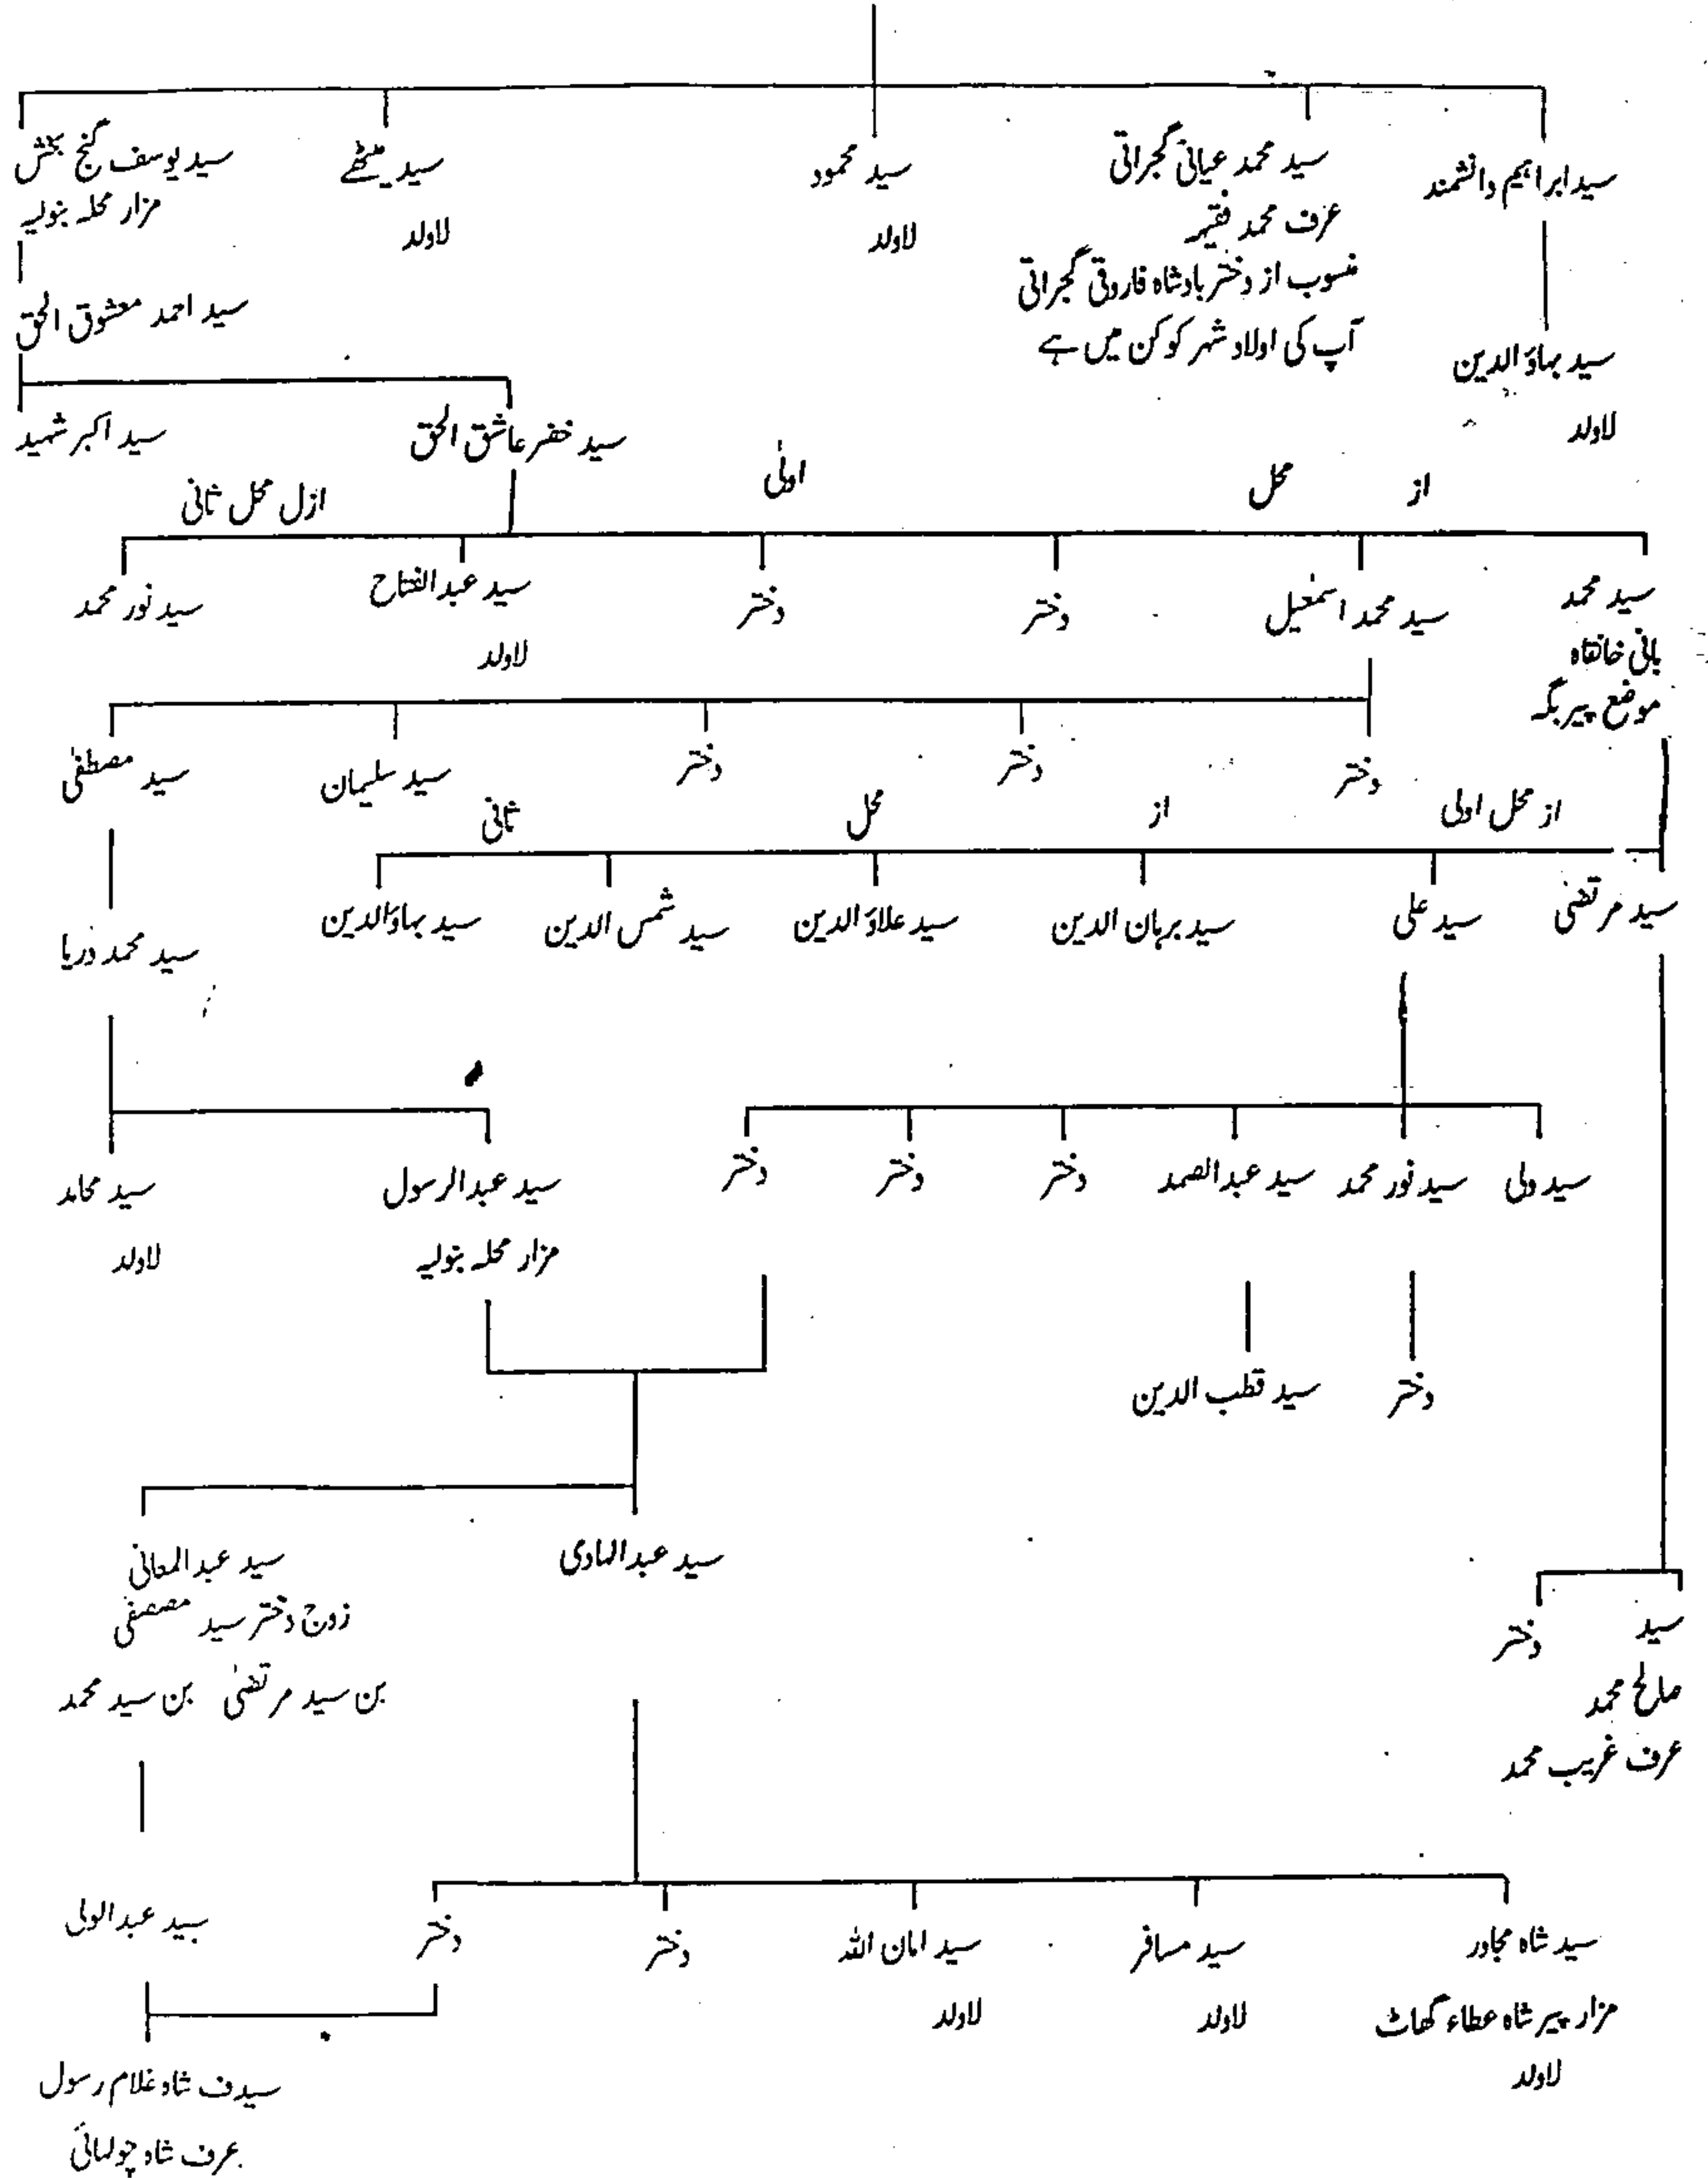 سید ابراہیم دانشمند
سید محمد عیانی گجراتی
عرف محمد فقیہہ
منسوب از دختر بادشاہ فاروقی گجراتی
آپ کی اولاد شہر کوکن میں ہے
سید محمود
لاولد
سید مٹھے
لاولد
سید یوسف گنج بخش
مزار محلہ بنولیہ
سید بہاؤ الدین
لاولد
سید احمد معشوق الحق
سید خضر عاشق الحق
سید اکبر شہید
از محل اولیٰ
ازل محل ثانی
سید محمد
بانی خانقاہ
موضع پیر بگہ
سید محمد اسمٰعیل
دختر
دختر
سید عبد الفتاح
لاولد
سید نور محمد
دختر
دختر
دختر
سید سلیمان
سید مصطفیٰ
از محل اولی
از محل ثانی
سید مرتضیٰ
سید علی
سید برہان الدین
سید علاؤ الدین
سید شمس الدین
سید بہاؤ الدین
سید محمد دریا
سید ولی
سید نور محمد
سید عبد الصمد
دختر
دختر
دختر
سید عبد الرسول
مزار محلہ بنولیہ
سید محامد
لاولد
دختر
سید قطب الدین
سید عبد الہادی
سید عبد المعانی
زوج دختر سید مصصفیٰ
بن سید مرتضیٰ بن سید محمد
سید
صالح محمد
عرف غریب محمد
دختر
سید شاہ مجاور
مزار پیر شاہ عطاء گھاٹ
لاولد
سید مسافر
لاولد
سید امان اللہ
لاولد
دختر
دختر
سید عبد الولی
سیدف شاہ غلام رسول
عرف شاہ چولہائی